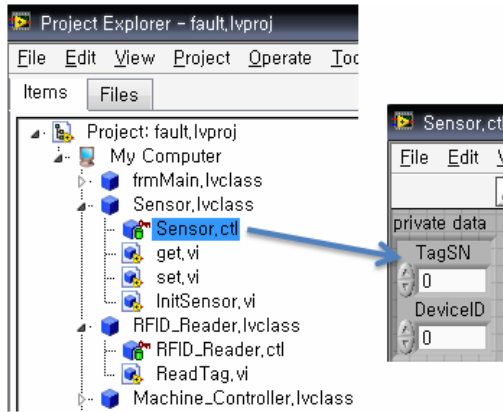 Project Explorer - fault,lvproj
File Edit View Project Operate Too
Items Files
Project: fault,lvproj
My Computer
frmMain,lvclass
Sensor,lvclass
Sensor,ctl
get,vi
set,vi
InitSensor,vi
RFID_Reader,lvclass
RFID_Reader,ctl
ReadTag,vi
Machine_Controller,lvclass
Sensor,ct
File Edit
private data
TagSN
0
DeviceID
0